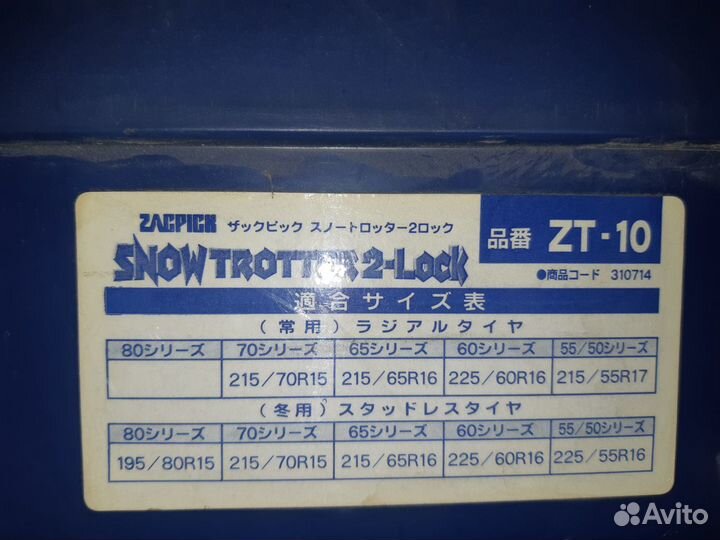 ZACPICK ザックピック スノートロッター2ロック
SNOW TROTTER 2-LOCK
品番 ZT-10
●商品コード 310714
適合サイズ表
(常用) ラジアルタイヤ
80シリーズ 70シリーズ 65シリーズ 60シリーズ 55/50シリーズ
215/70R15 215/65R16 225/60R16 215/55R17
(冬用) スタッドレスタイヤ
80シリーズ 70シリーズ 65シリーズ 60シリーズ 55/50シリーズ
195/80R15 215/70R15 215/65R16 225/60R16 225/55R16
Avito